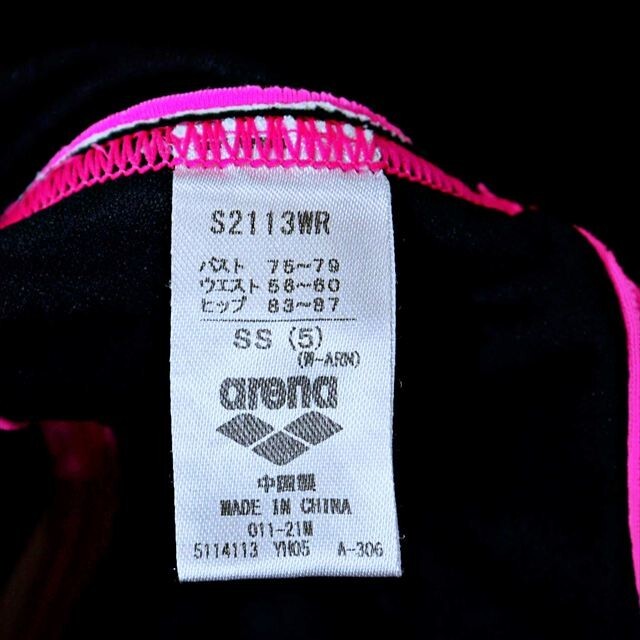 S2113WR
バスト 75~79
ウエスト 58~60
ヒップ 83~87
SS (5)
(W-ARN)
arena
中国製
MADE IN CHINA
011-21M
5114113 YH05 A-306